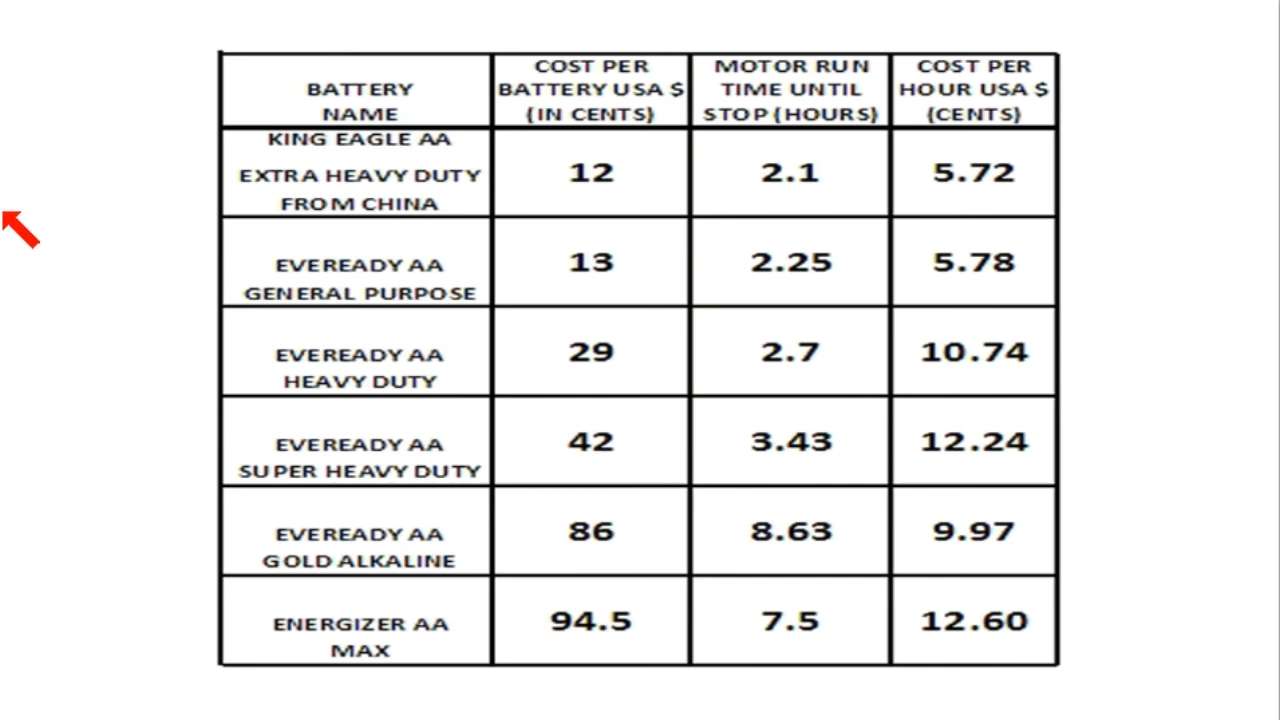 BATTERY
NAME
COST PER
BATTERY USA $
(IN CENTS)
MOTOR RUN
TIME UNTIL
STOP (HOURS)
COST PER
HOUR USA $
(CENTS)
KING EAGLE AA
EXTRA HEAVY DUTY
FROM CHINA
12
2.1
5.72
EVEREADY AA
GENERAL PURPOSE
13
2.25
5.78
EVEREADY AA
HEAVY DUTY
29
2.7
10.74
EVEREADY AA
SUPER HEAVY DUTY
42
3.43
12.24
EVEREADY AA
GOLD ALKALINE
86
8.63
9.97
ENERGIZER AA
MAX
94.5
7.5
12.60